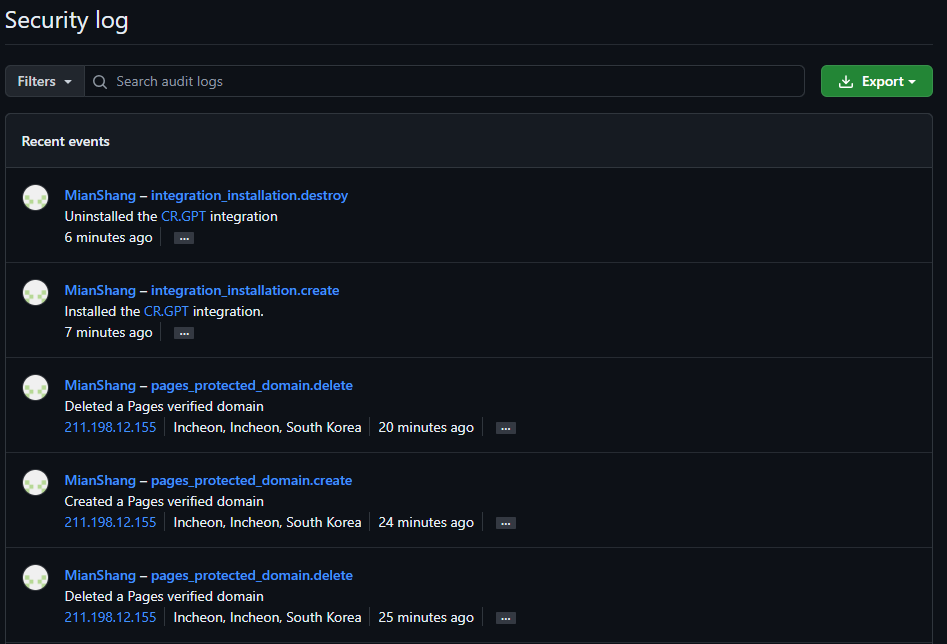 Security log
Filters
Search audit logs
Export
Recent events
MianShang – integration_installation.destroy
Uninstalled the CR.GPT integration
6 minutes ago ...
MianShang – integration_installation.create
Installed the CR.GPT integration.
7 minutes ago ...
MianShang – pages_protected_domain.delete
Deleted a Pages verified domain
211.198.12.155 Incheon, Incheon, South Korea 20 minutes ago ...
MianShang – pages_protected_domain.create
Created a Pages verified domain
211.198.12.155 Incheon, Incheon, South Korea 24 minutes ago ...
MianShang – pages_protected_domain.delete
Deleted a Pages verified domain
211.198.12.155 Incheon, Incheon, South Korea 25 minutes ago ...